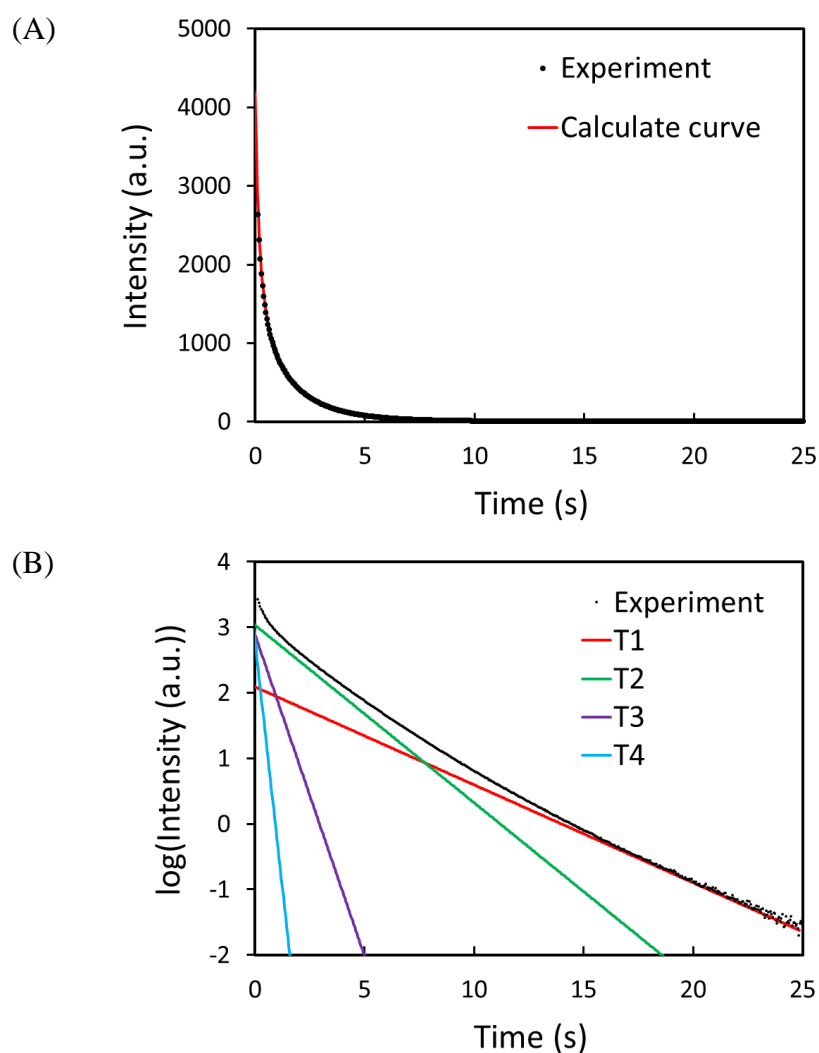 (A)
5000
4000
3000
2000
1000
0
Intensity (a.u.)
Experiment
Calculate curve
0 5 10 15 20 25
Time (s)
(B)
4
3
2
1
0
-1
-2
log(Intensity (a.u.))
Experiment
T1
T2
T3
T4
0 5 10 15 20 25
Time (s)